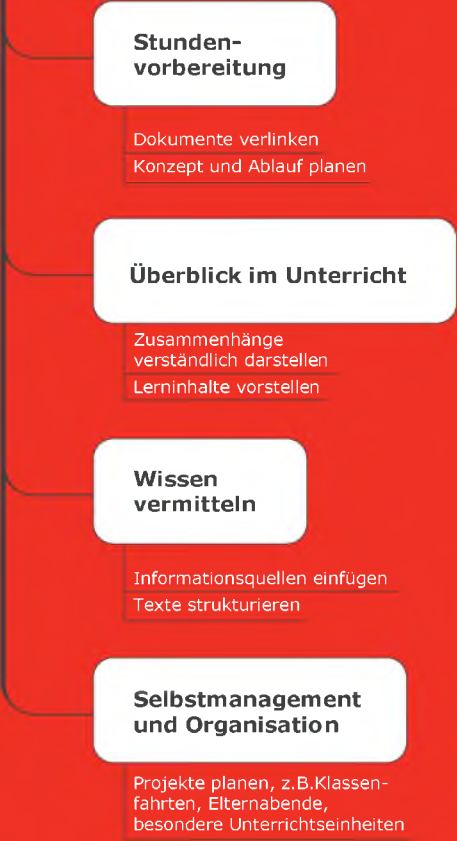 Stunden-
vorbereitung
Dokumente verlinken
Konzept und Ablauf planen
Überblick im Unterricht
Zusammenhänge
verständlich darstellen
Lerninhalte vorstellen
Wissen
vermitteln
Informationsquellen einfügen
Texte strukturieren
Selbstmanagement
und Organisation
Projekte planen, z.B.Klassen-
fahrten, Elternabende,
besondere Unterrichtseinheiten